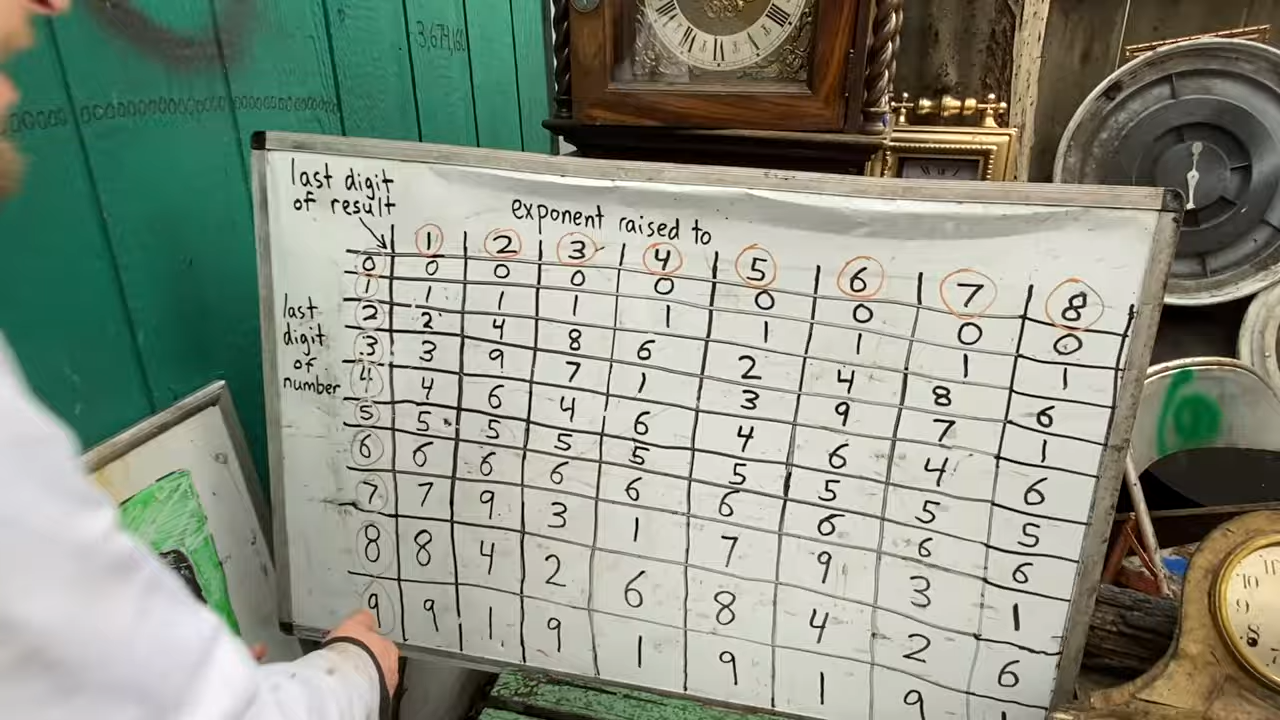 3,674,160
last digit
of result
exponent raised to
1 2 3 4 5 6 7 8
last
digit
of
number
0 0 0 0 0 0 0 0 0
1 1 1 1 1 1 1 1 1
2 2 4 8 6 2 4 8 6
3 3 9 7 1 3 9 7 1
4 4 6 4 6 4 6 4 6
5 5 5 5 5 5 5 5 5
6 6 6 6 6 6 6 6 6
7 7 9 3 1 7 9 3 1
8 8 4 2 6 8 4 2 6
9 9 1 9 1 9 1 9 1